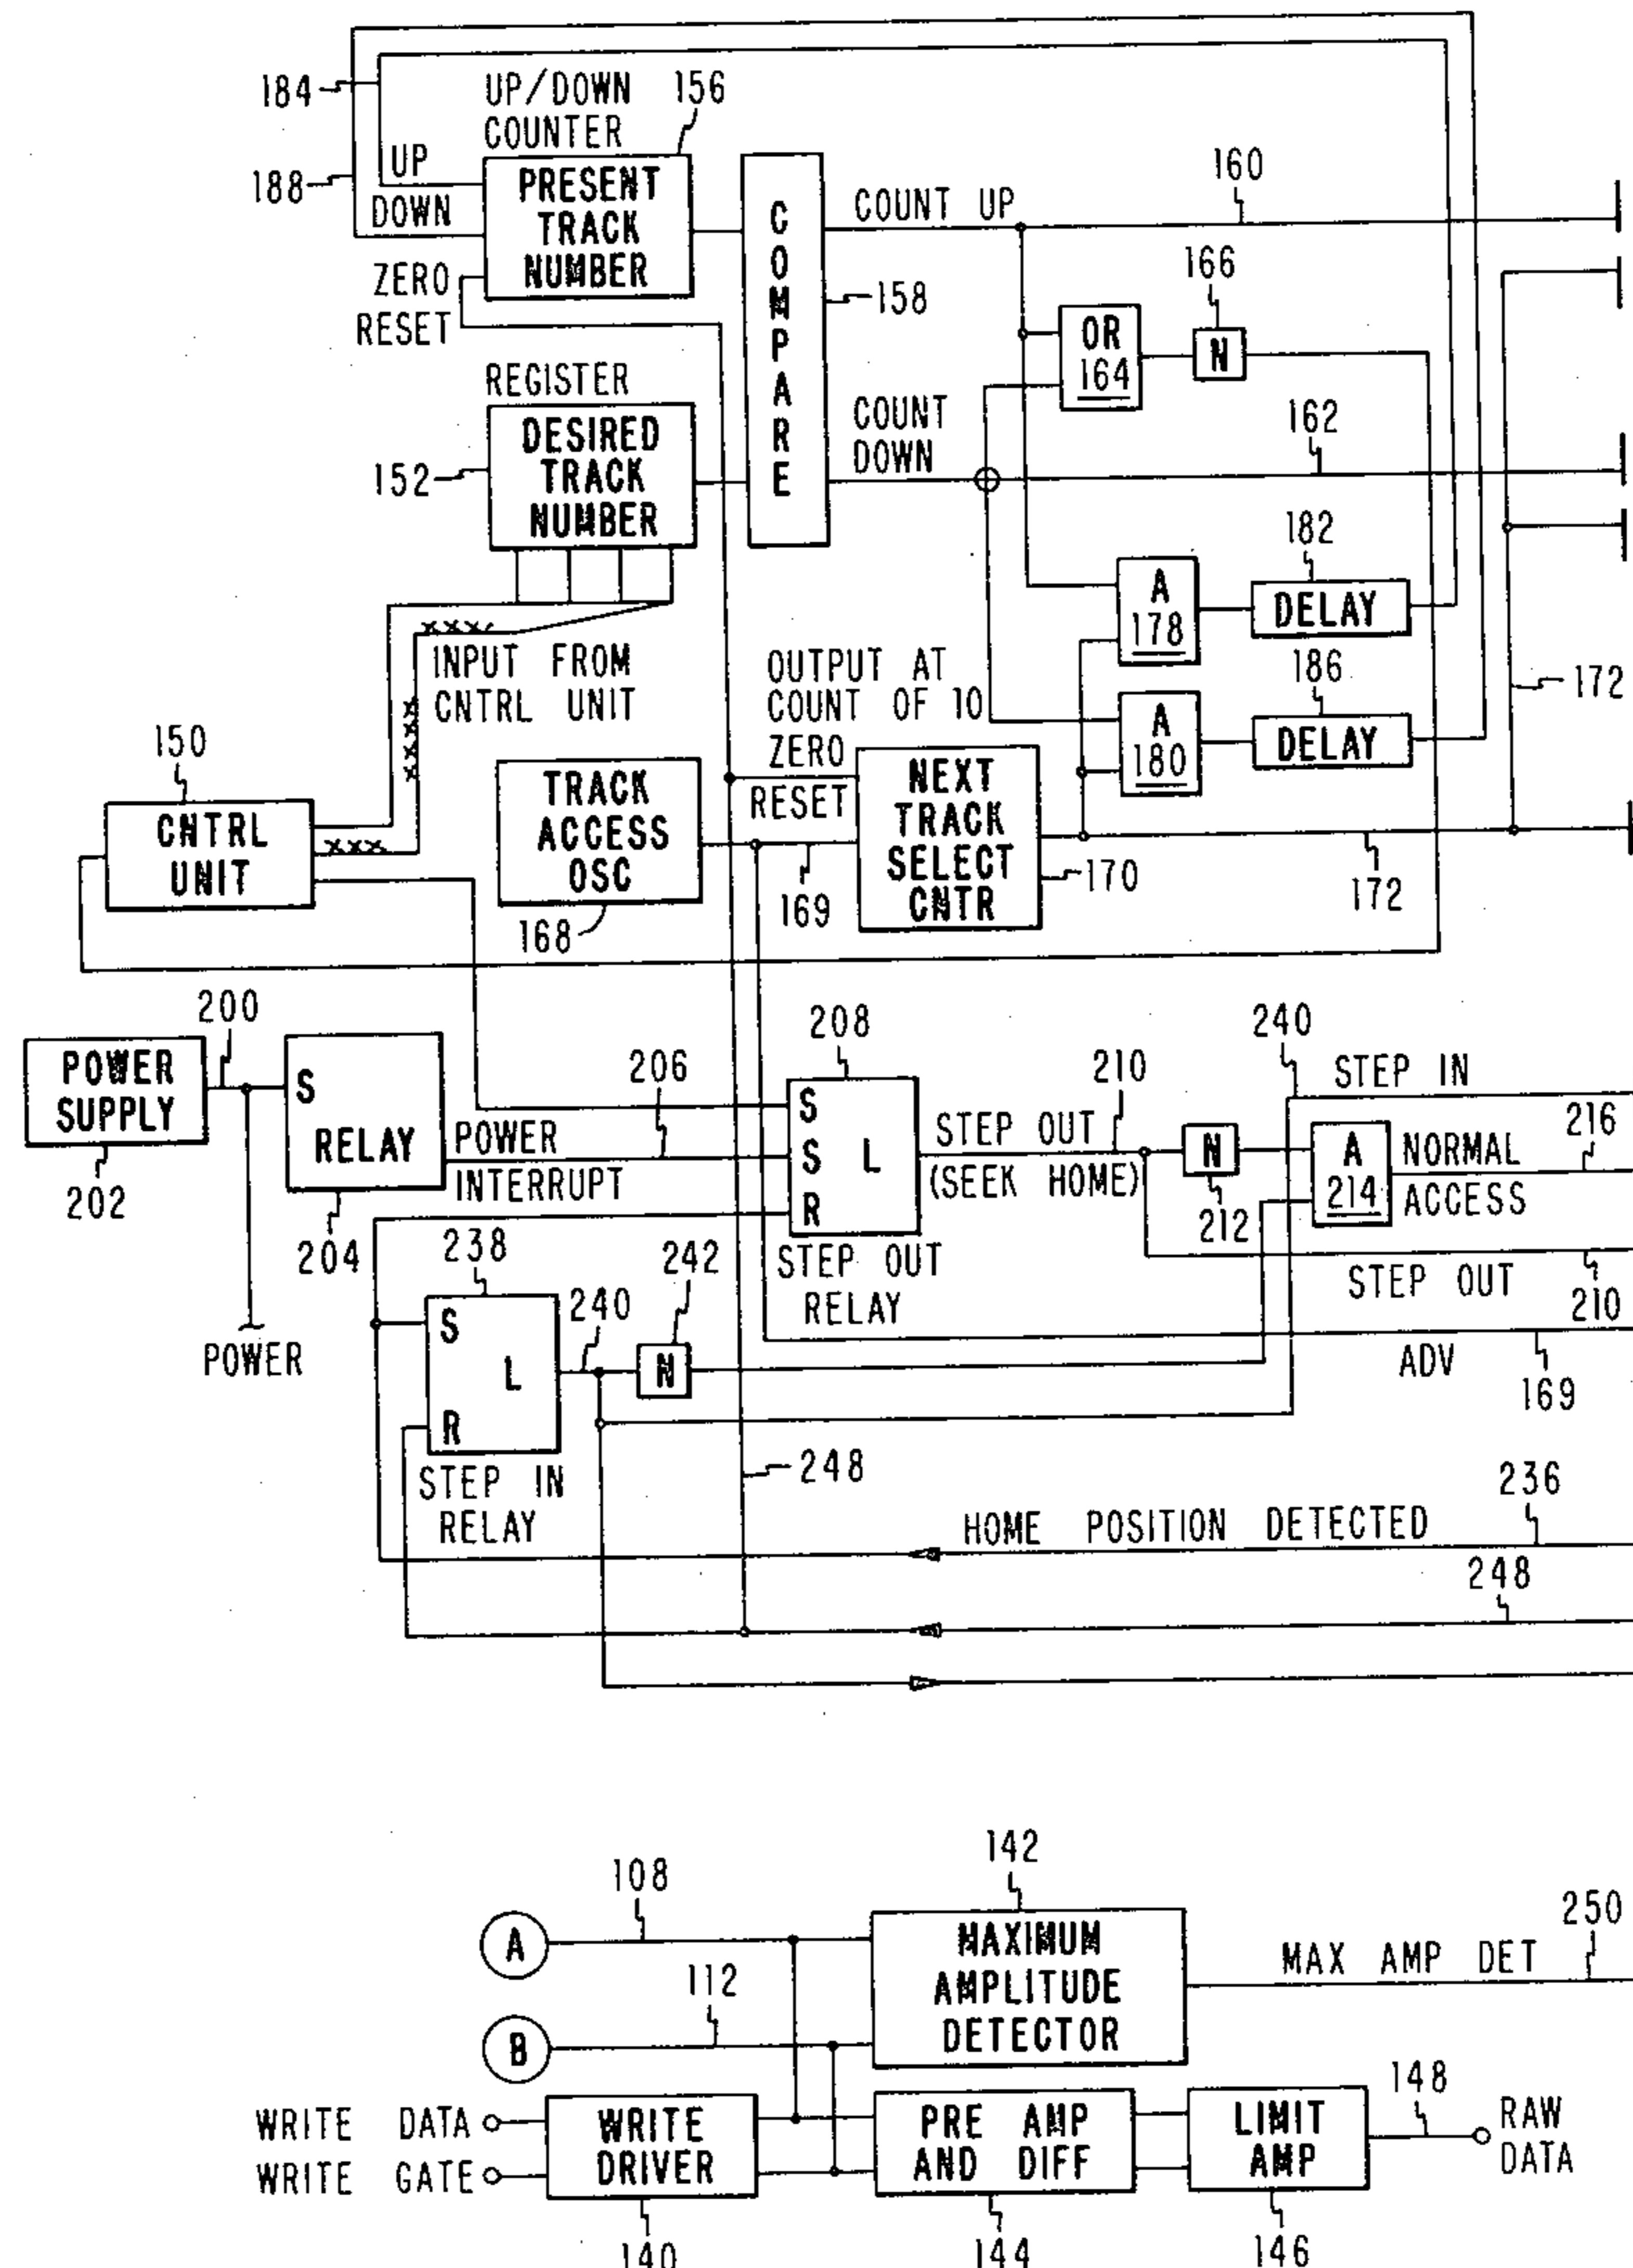 184
UP/DOWN
COUNTER
156
188
UP
DOWN
PRESENT
TRACK
NUMBER
ZERO
RESET
COMPARE
158
COUNT UP
160
166
OR
164
N
REGISTER
DESIRED
TRACK
NUMBER
152
COUNT
DOWN
162
182
A
178
DELAY
186
A
180
DELAY
172
INPUT FROM
CNTRL UNIT
OUTPUT AT
COUNT OF 10
ZERO
RESET
150
CNTRL
UNIT
xxx
xxxx
xxxx
TRACK
ACCESS
OSC
168
169
NEXT
TRACK
SELECT
CNTR
170
172
200
POWER
SUPPLY
202
S
RELAY
204
POWER
INTERRUPT
206
208
S
S L
R
STEP OUT
RELAY
210
STEP OUT
(SEEK HOME)
N
212
240
STEP IN
A
214
NORMAL
ACCESS
216
STEP OUT
210
POWER
238
S
L
R
STEP IN
RELAY
240
242
N
ADV
169
248
HOME POSITION DETECTED
236
248
A
108
B
112
142
MAXIMUM
AMPLITUDE
DETECTOR
MAX AMP DET
250
WRITE DATA
WRITE GATE
WRITE
DRIVER
140
PRE AMP
AND DIFF
144
LIMIT
AMP
146
148
RAW
DATA